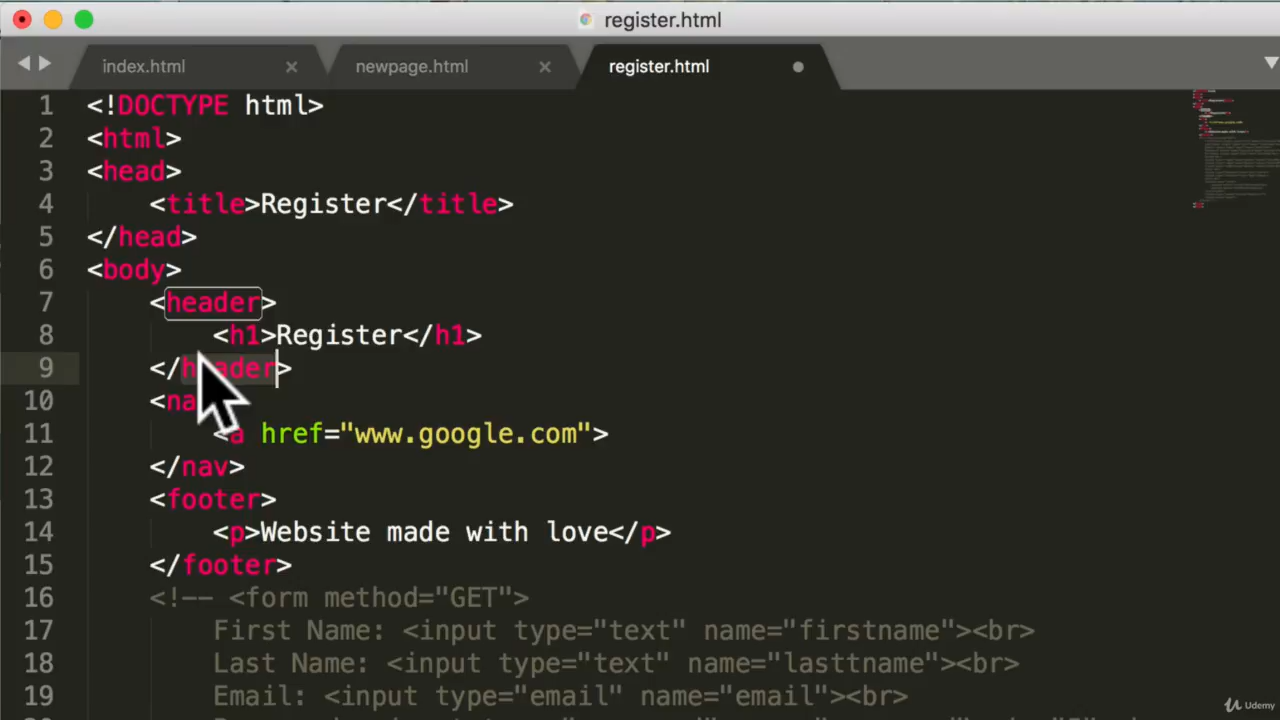 register.html
index.html newpage.html register.html
1 <!DOCTYPE html>
2 <html>
3 <head>
4 <title>Register</title>
5 </head>
6 <body>
7 <header>
8 <h1>Register</h1>
9 </header>
10 <na
11 <a href="www.google.com">
12 </nav>
13 <footer>
14 <p>Website made with love</p>
15 </footer>
16 <!-- <form method="GET">
17 First Name: <input type="text" name="firstname"><br>
18 Last Name: <input type="text" name="lasttname"><br>
19 Email: <input type="email" name="email"><br>
Udemy